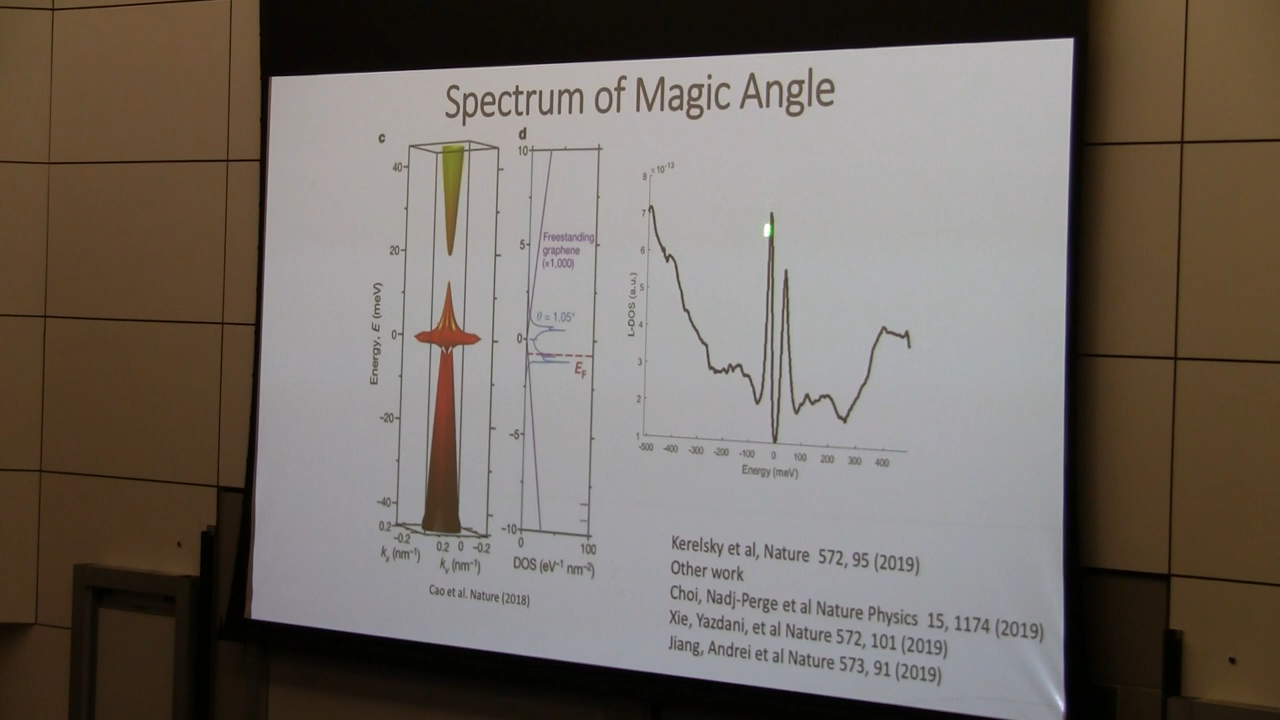 Spectrum of Magic Angle
c
40
20
0
-20
-40
Energy, E (meV)
0.2
-0.2
0.2 0 -0.2
kₓ (nm⁻¹)
kᵧ (nm⁻¹)
d
10
5
0
-5
-10
Freestanding
graphene
(×1,000)
θ = 1.05°
E_F
0 100
DOS (eV⁻¹ nm⁻²)
Cao et al. Nature (2018)
×10⁻¹³
8
7
6
5
4
3
2
1
L-DOS (a.u.)
-500 -400 -300 -200 -100 0 100 200 300 400
Energy (meV)
Kerelsky et al, Nature 572, 95 (2019)
Other work
Choi, Nadj-Perge et al Nature Physics 15, 1174 (2019)
Xie, Yazdani, et al Nature 572, 101 (2019)
Jiang, Andrei et al Nature 573, 91 (2019)